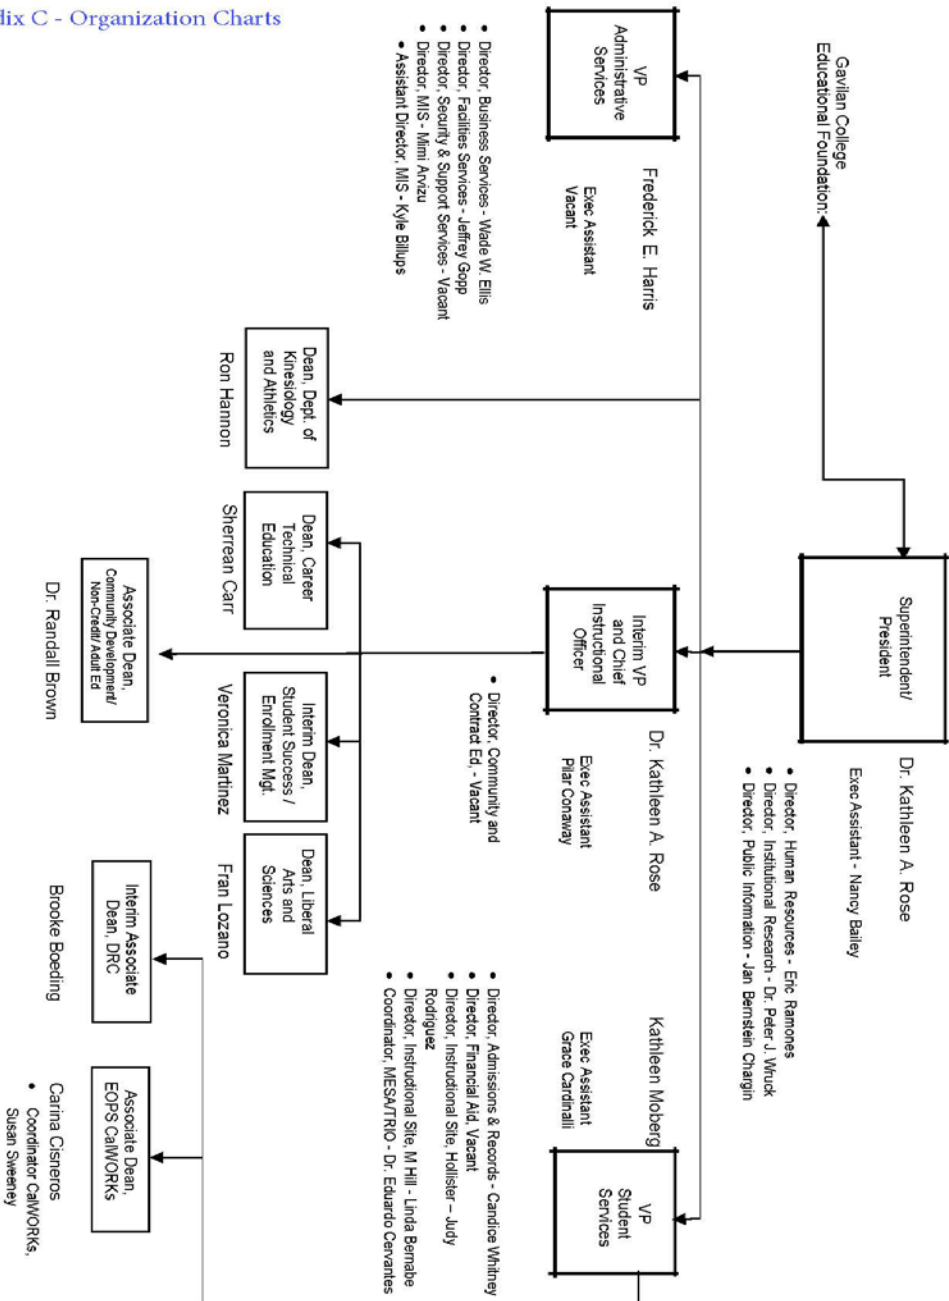 dix C - Organization Charts
Gavilan College
Educational Foundation:
Superintendent/
President
Dr. Kathleen A. Rose
Exec Assistant - Nancy Bailey
• Director, Human Resources - Eric Ramones
• Director, Institutional Research - Dr. Peter J. Wruck
• Director, Public Information - Jan Bernstein Chargin
VP
Administrative
Services
Frederick E. Harris
Exec Assistant
Vacant
• Director, Business Services - Wade W. Ellis
• Director, Facilities Services - Jeffrey Gopp
• Director, Security & Support Services - Vacant
• Director, MIS - Mimi Arvizu
• Assistant Director, MIS - Kyle Billups
Interim VP
and Chief
Instructional
Officer
Dr. Kathleen A. Rose
Exec Assistant
Pilar Conaway
• Director, Community and
Contract Ed, - Vacant
Kathleen Moberg
Exec Assistant
Grace Cardinalli
VP
Student
Services
• Director, Admissions & Records - Candice Whitney
• Director, Financial Aid, Vacant
• Director, Instructional Site, Hollister – Judy
Rodriguez
• Director, Instructional Site, M Hill - Linda Bernabe
• Coordinator, MESA/TRIO - Dr. Eduardo Cervantes
Dean, Dept. of
Kinesiology
and Athletics
Ron Hannon
Dean, Career
Technical
Education
Sherrean Carr
Interim Dean,
Student Success /
Enrollment Mgt.
Veronica Martinez
Dean, Liberal
Arts and
Sciences
Fran Lozano
Associate Dean,
Community Development/
Non-Credit/ Adult Ed
Dr. Randall Brown
Interim Associate
Dean, DRC
Brooke Boeding
Associate Dean,
EOPS CalWORKs
Carina Cisneros
• Coordinator CalWORKs,
Susan Sweeney